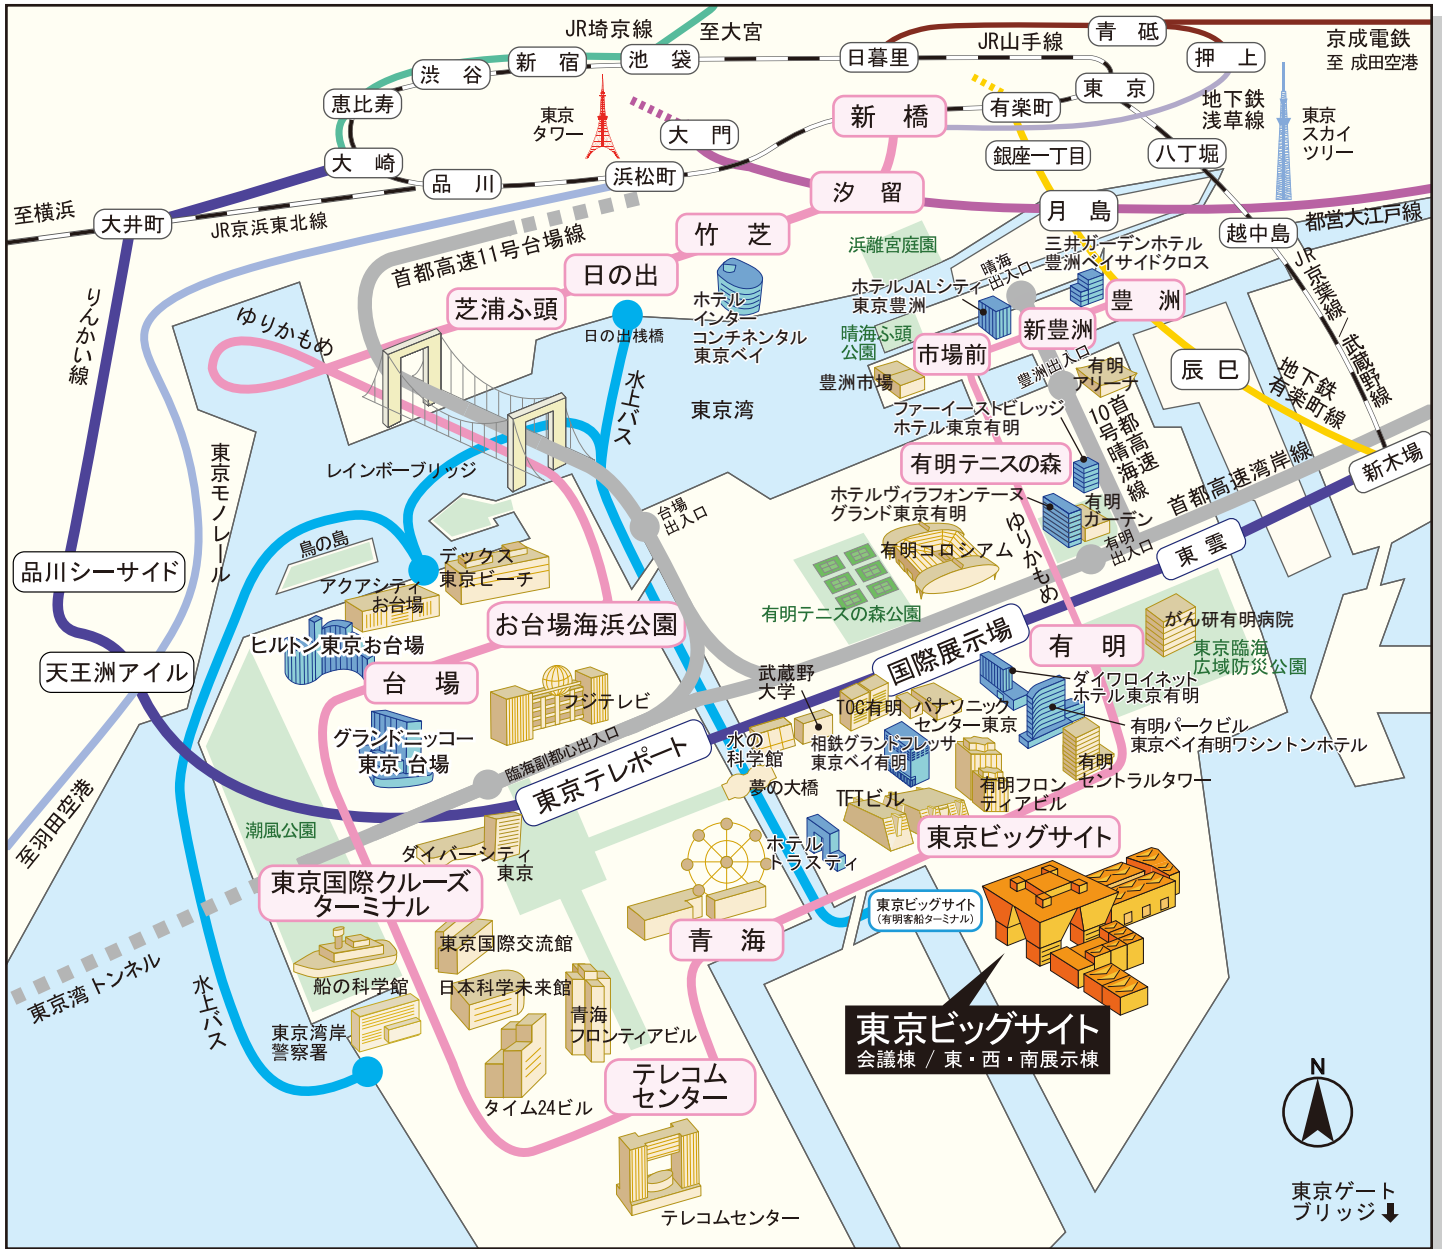 JR埼京線
至大宮
青 砥
京成電鉄
至 成田空港
渋 谷
新 宿
池 袋
日暮里
JR山手線
押 上
恵比寿
東京
タワー
大 門
新 橋
有楽町
東 京
地下鉄
浅草線
東京
スカイ
ツリー
大 崎
品 川
浜松町
銀座一丁目
八丁堀
至横浜
大井町
JR京浜東北線
汐 留
月 島
都営大江戸線
越中島
首都高速11号台場線
竹 芝
浜離宮庭園
三井ガーデンホテル
豊洲ベイサイドクロス
日の出
晴海
出入口
JR京葉線/武蔵野線
りんかい線
ゆりかもめ
芝浦ふ頭
ホテル
インター
コンチネンタル
東京ベイ
ホテルJALシティ
東京豊洲
豊 洲
日の出桟橋
晴海ふ頭
公園
新豊洲
市場前
豊洲出入口
有明
アリーナ
辰 巳
地下鉄
有楽町線
水上バス
東京湾
豊洲市場
ファーイーストビレッジ
ホテル東京有明
首都高速
10号晴海線
東京モノレール
レインボーブリッジ
有明テニスの森
首都高速湾岸線
新木場
台場
出入口
ホテルヴィラフォンテーヌ
グランド東京有明
有明
ガーデン
鳥の島
デックス
東京ビーチ
有明コロシアム
ゆりかもめ
有明
出入口
東 雲
品川シーサイド
アクアシティ
お台場
お台場海浜公園
有明テニスの森公園
ヒルトン東京お台場
国際展示場
有 明
がん研有明病院
東京臨海
広域防災公園
天王洲アイル
台 場
フジテレビ
武蔵野
大学
TOC有明
パナソニック
センター東京
ダイワロイネット
ホテル東京有明
グランドニッコー
東京 台場
臨海副都心出入口
東京テレポート
水の
科学館
相鉄グランドフレッサ
東京ベイ有明
有明パークビル
東京ベイ有明ワシントンホテル
夢の大橋
有明フロン
ティアビル
有明
セントラルタワー
至羽田空港
潮風公園
TFTビル
ダイバーシティ
東京
ホテル
トラスティ
東京ビッグサイト
東京国際クルーズ
ターミナル
東京ビッグサイト
(有明客船ターミナル)
東京国際交流館
青 海
東京湾トンネル
水上バス
船の科学館
日本科学未来館
東京湾岸
警察署
青海
フロンティアビル
東京ビッグサイト
会議棟 / 東・西・南展示棟
タイム24ビル
テレコム
センター
N
テレコムセンター
東京ゲート
ブリッジ